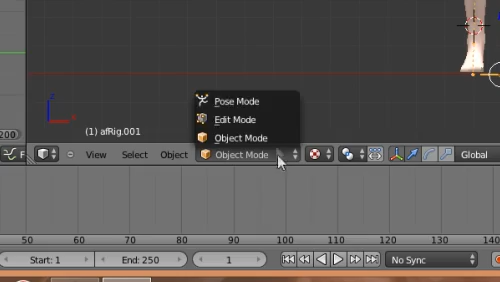 Pose Mode
Edit Mode
(1) afRig.001
Object Mode
200)
F
View Select Object Object Mode Global
50 60 70 80 90 100 110 120 130 140
Start: 1 End: 250 1 No Sync